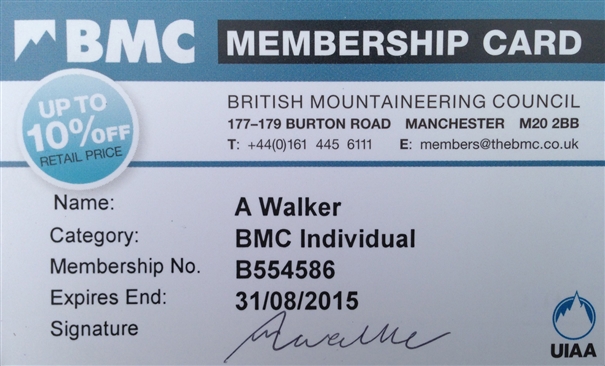 BMC MEMBERSHIP CARD
UP TO
10% OFF
RETAIL PRICE
BRITISH MOUNTAINEERING COUNCIL
177–179 BURTON ROAD MANCHESTER M20 2BB
T: +44(0)161 445 6111 E: members@thebmc.co.uk
Name: A Walker
Category: BMC Individual
Membership No. B554586
Expires End: 31/08/2015
Signature Awalker
UIAA